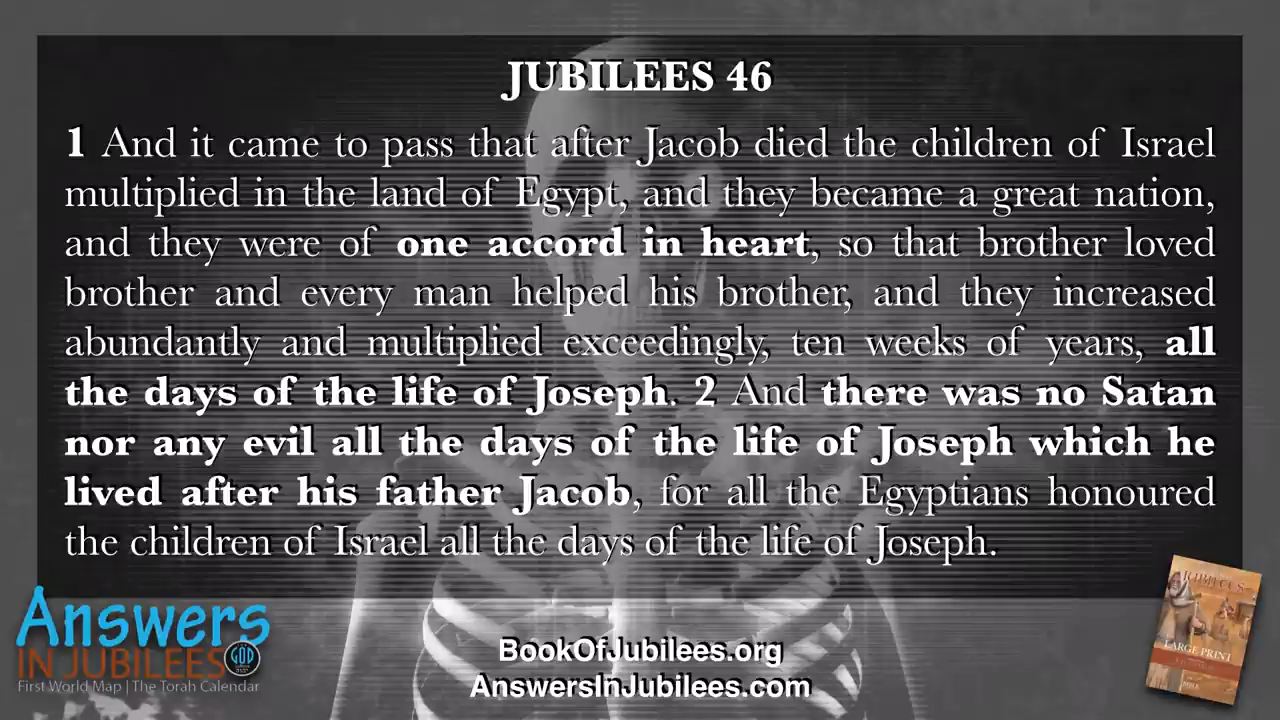 JUBILEES 46
1 And it came to pass that after Jacob died the children of Israel
multiplied in the land of Egypt, and they became a great nation,
and they were of one accord in heart, so that brother loved
brother and every man helped his brother, and they increased
abundantly and multiplied exceedingly, ten weeks of years, all
the days of the life of Joseph. 2 And there was no Satan
nor any evil all the days of the life of Joseph which he
lived after his father Jacob, for all the Egyptians honoured
the children of Israel all the days of the life of Joseph.
Answers
IN JUBILEES
GOD
First World Map | The Torah Calendar
BookOfJubilees.org
AnswersInJubilees.com
JUBILEES
LARGE PRINT